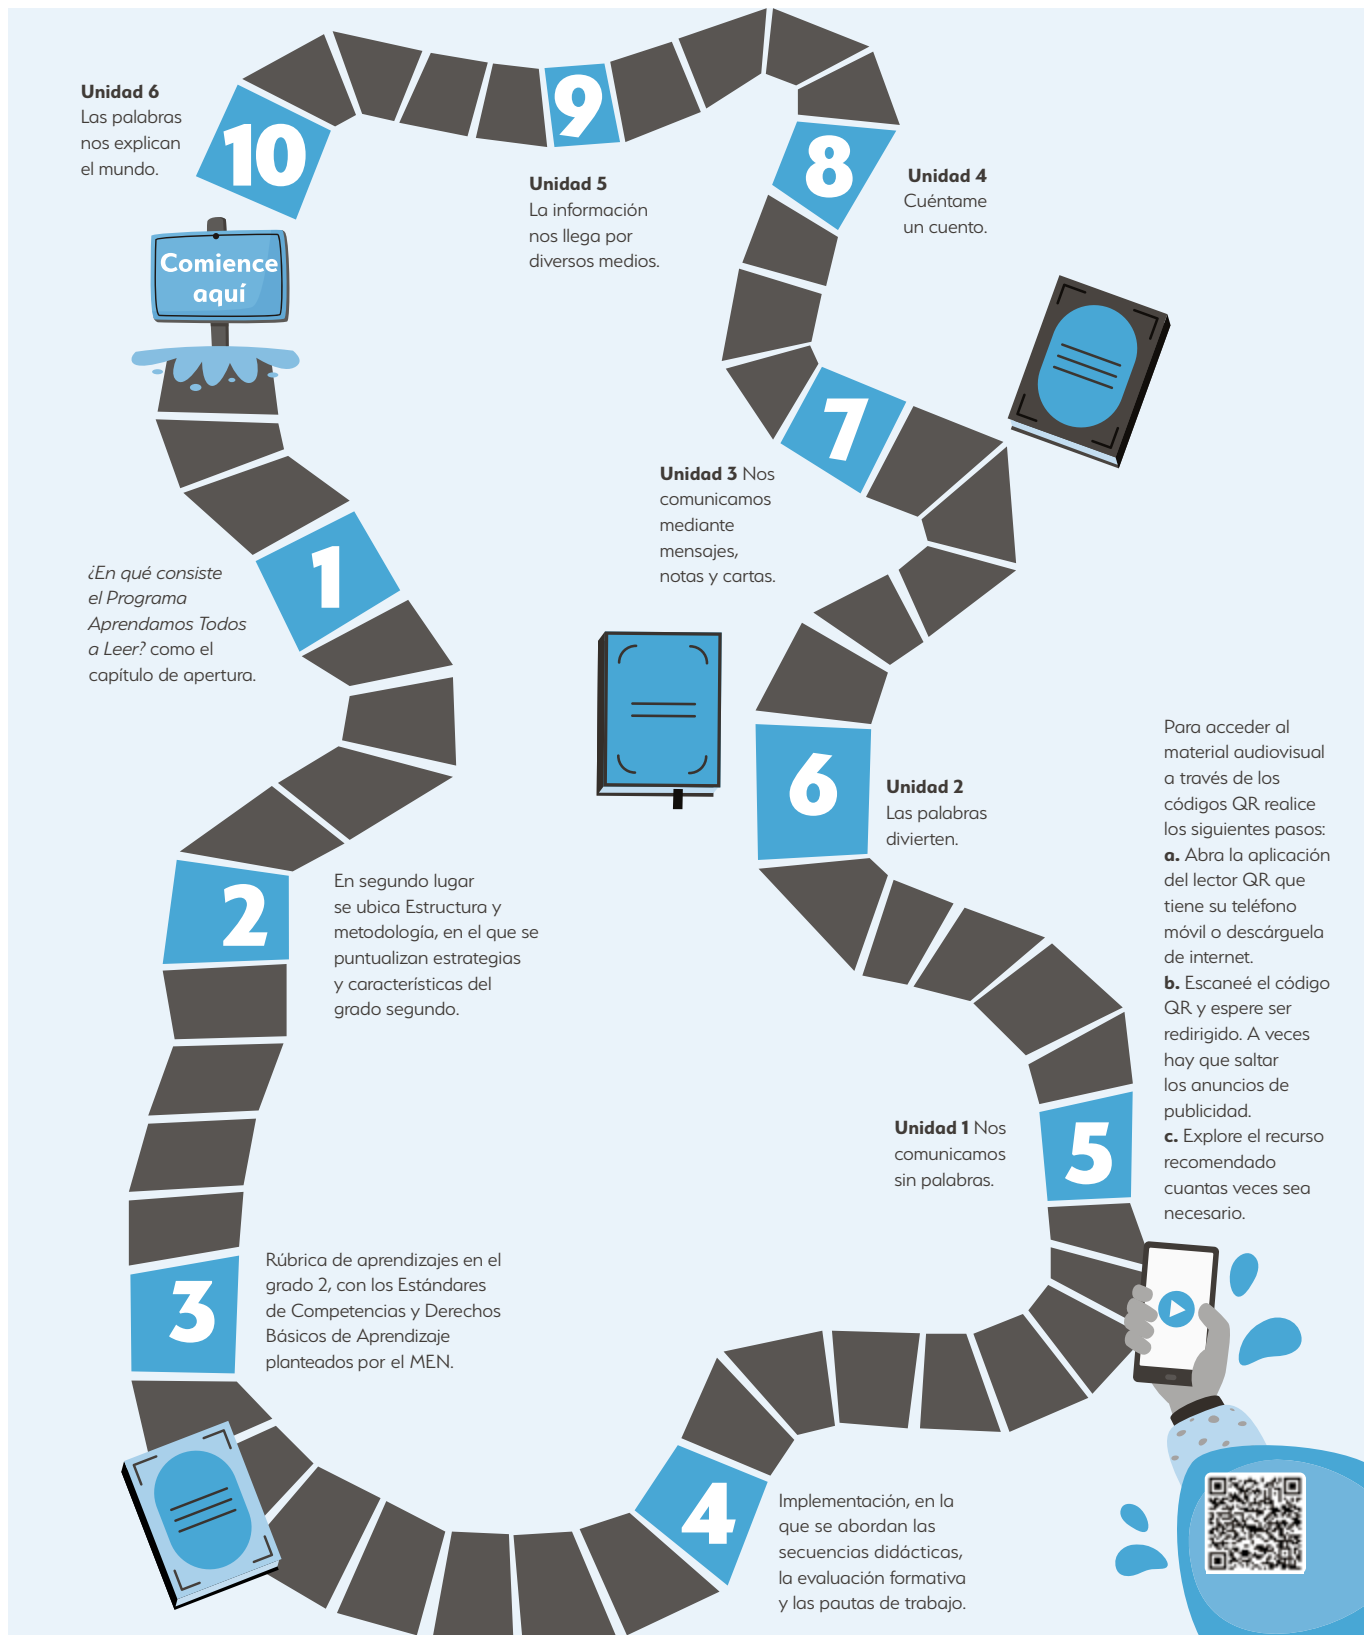 Comience
aquí
1
¿En qué consiste
el Programa
Aprendamos Todos
a Leer? como el
capítulo de apertura.
2
En segundo lugar
se ubica Estructura y
metodología, en el que se
puntualizan estrategias
y características del
grado segundo.
3
Rúbrica de aprendizajes en el
grado 2, con los Estándares
de Competencias y Derechos
Básicos de Aprendizaje
planteados por el MEN.
4
Implementación, en la
que se abordan las
secuencias didácticas,
la evaluación formativa
y las pautas de trabajo.
5
Unidad 1 Nos
comunicamos
sin palabras.
6
Unidad 2
Las palabras
divierten.
7
Unidad 3 Nos
comunicamos
mediante
mensajes,
notas y cartas.
8
Unidad 4
Cuéntame
un cuento.
9
Unidad 5
La información
nos llega por
diversos medios.
10
Unidad 6
Las palabras
nos explican
el mundo.
Para acceder al
material audiovisual
a través de los
códigos QR realice
los siguientes pasos:
a. Abra la aplicación
del lector QR que
tiene su teléfono
móvil o descárguela
de internet.
b. Escaneé el código
QR y espere ser
redirigido. A veces
hay que saltar
los anuncios de
publicidad.
c. Explore el recurso
recomendado
cuantas veces sea
necesario.